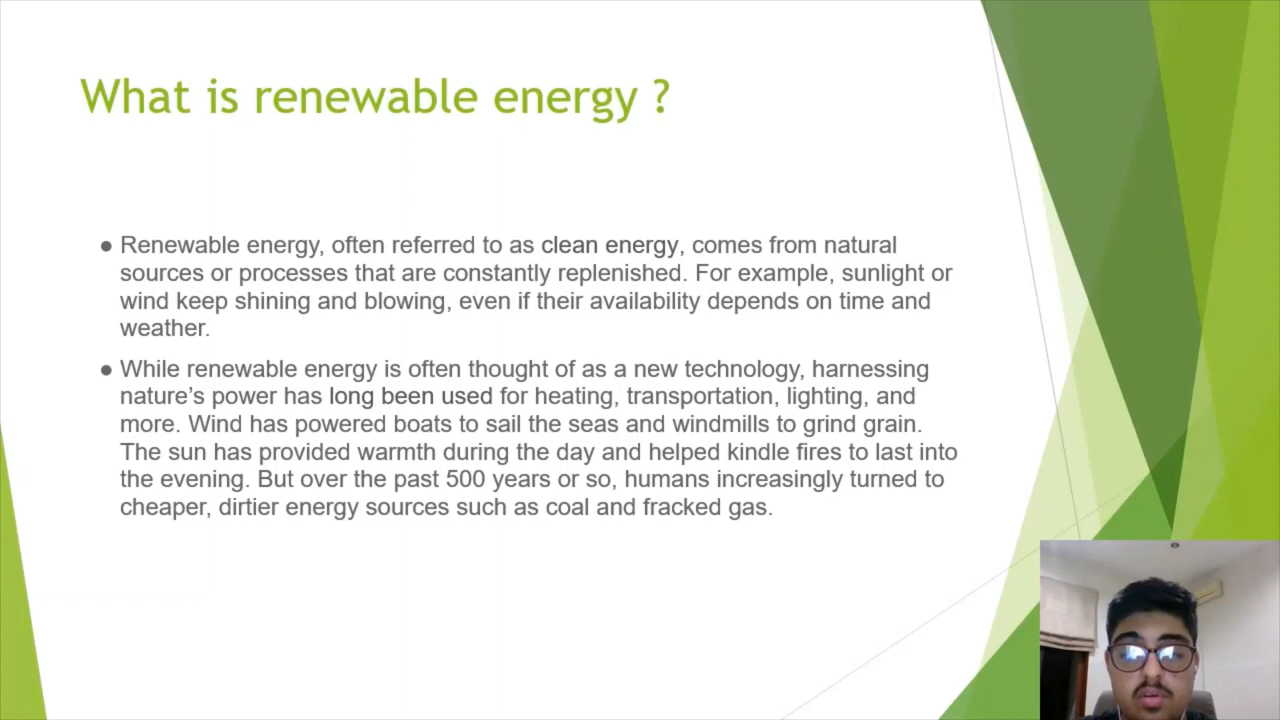 What is renewable energy ?
● Renewable energy, often referred to as clean energy, comes from natural
sources or processes that are constantly replenished. For example, sunlight or
wind keep shining and blowing, even if their availability depends on time and
weather.
● While renewable energy is often thought of as a new technology, harnessing
nature’s power has long been used for heating, transportation, lighting, and
more. Wind has powered boats to sail the seas and windmills to grind grain.
The sun has provided warmth during the day and helped kindle fires to last into
the evening. But over the past 500 years or so, humans increasingly turned to
cheaper, dirtier energy sources such as coal and fracked gas.